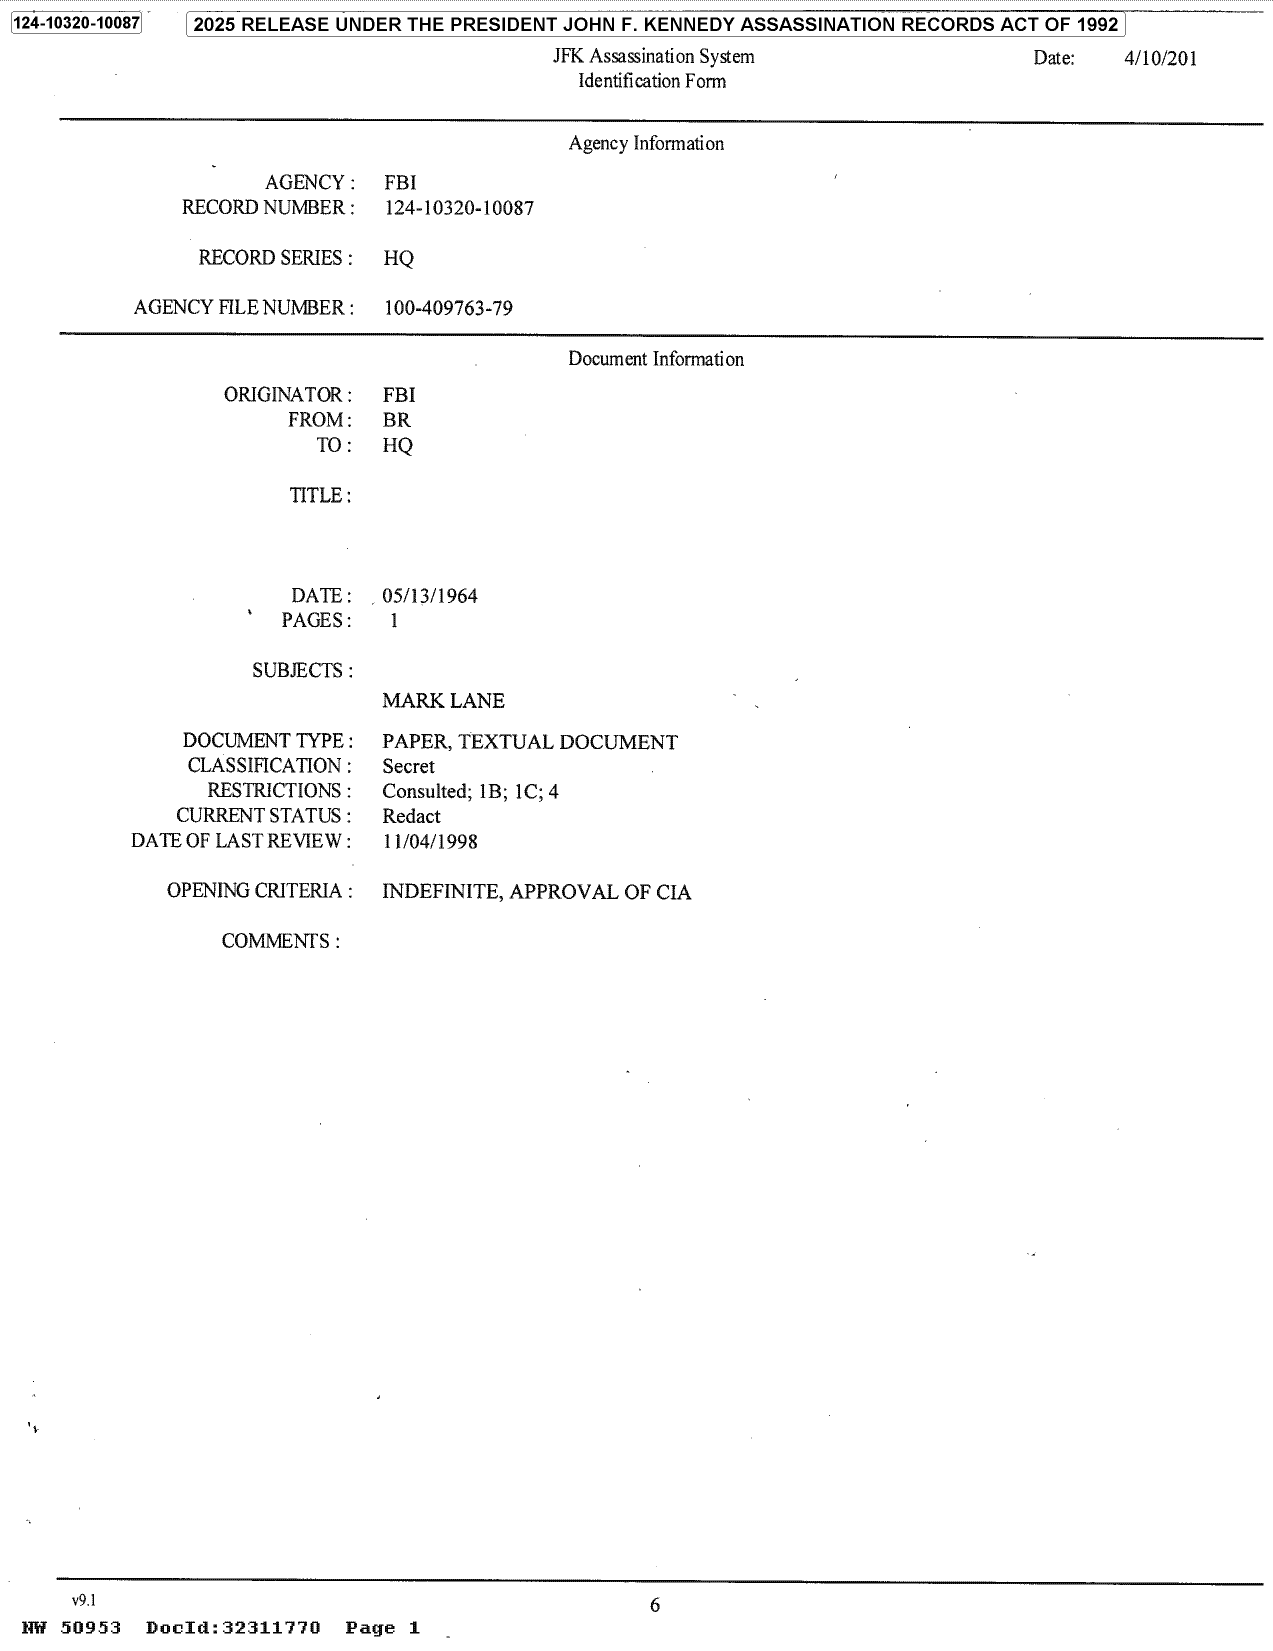 124-10320-10087 2025 RELEASE UNDER THE PRESIDENT JOHN F. KENNEDY ASSASSINATION RECORDS ACT OF 1992
JFK Assassination System Date: 4/10/201
Identification Form
Agency Information
AGENCY : FBI
RECORD NUMBER : 124-10320-10087
RECORD SERIES : HQ
AGENCY FILE NUMBER : 100-409763-79
Document Information
ORIGINATOR : FBI
FROM : BR
TO : HQ
TITLE :
DATE : 05/13/1964
PAGES : 1
SUBJECTS :
MARK LANE
DOCUMENT TYPE : PAPER, TEXTUAL DOCUMENT
CLASSIFICATION : Secret
RESTRICTIONS : Consulted; 1B; 1C; 4
CURRENT STATUS : Redact
DATE OF LAST REVIEW : 11/04/1998
OPENING CRITERIA : INDEFINITE, APPROVAL OF CIA
COMMENTS :
v9.1 6
NW 50953 DocId:32311770 Page 1